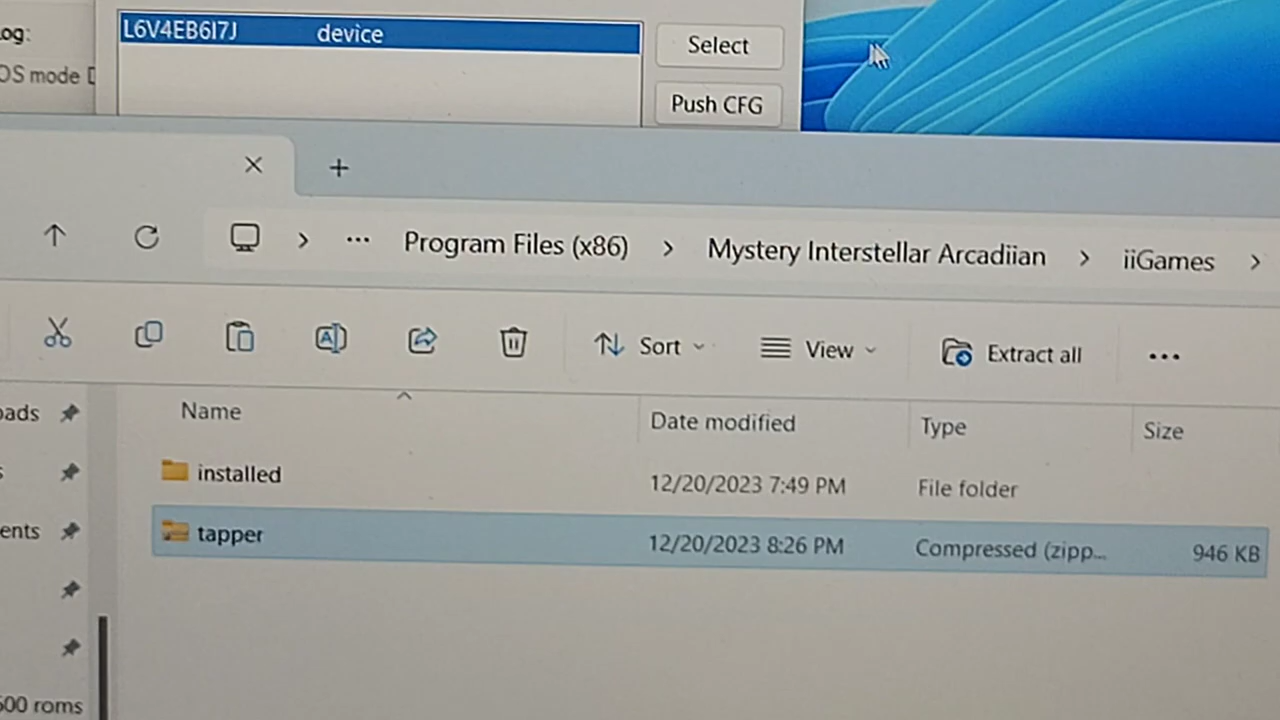 og:
L6V4EB6I7J device
Select
OS mode
Push CFG
... Program Files (x86) > Mystery Interstellar Arcadiian > iiGames >
Sort
View
Extract all
Name
Date modified
Type
Size
oads
installed
12/20/2023 7:49 PM
File folder
ents
tapper
12/20/2023 8:26 PM
Compressed (zipp...
946 KB
600 roms